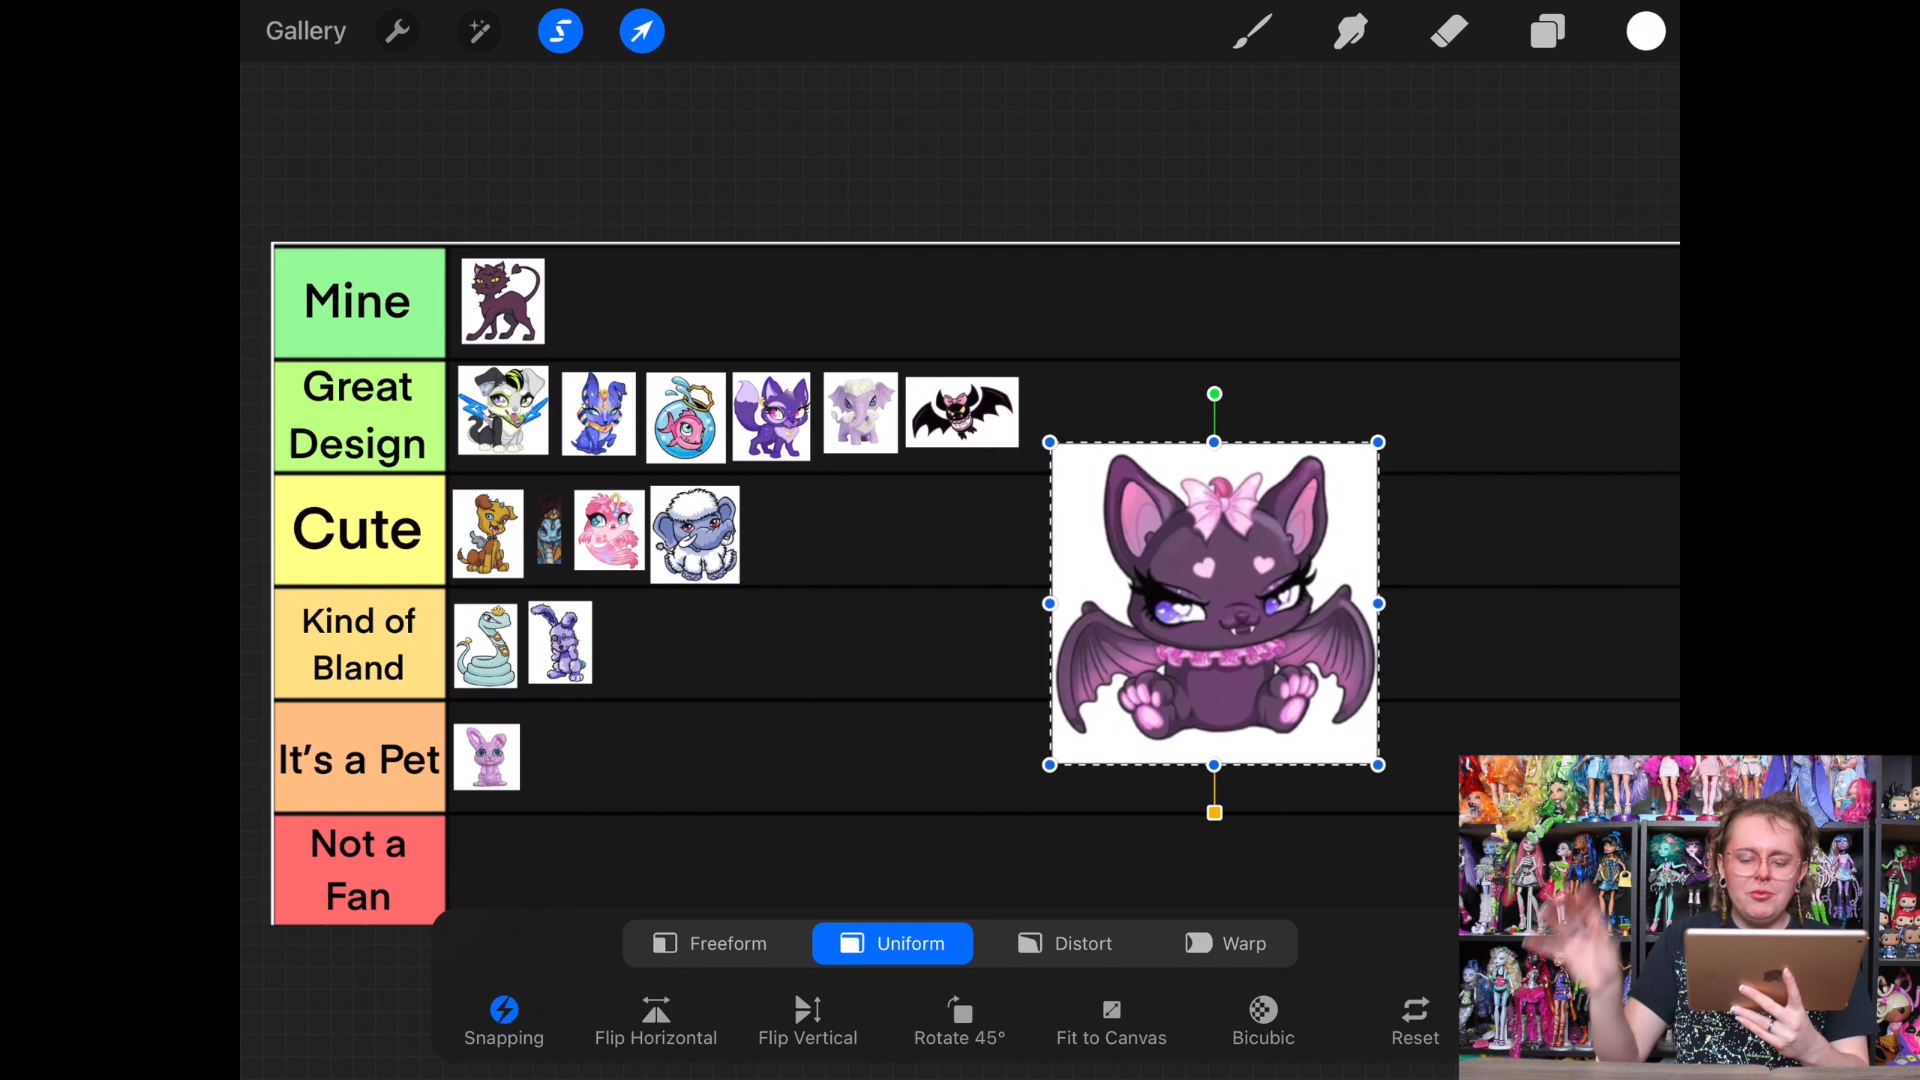 Gallery
Mine
Great
Design
Cute
Kind of
Bland
It's a Pet
Not a
Fan
Freeform
Uniform
Distort
Warp
Snapping
Flip Horizontal
Flip Vertical
Rotate 45°
Fit to Canvas
Bicubic
Reset